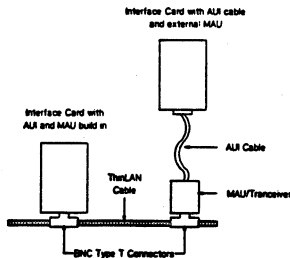 Interface Card with AUI cable
and external MAU
Interface Card with
AUI and MAU build in
AUI Cable
ThinLAN
Cable
MAU/Tranceiver
BNC Type T Connectors